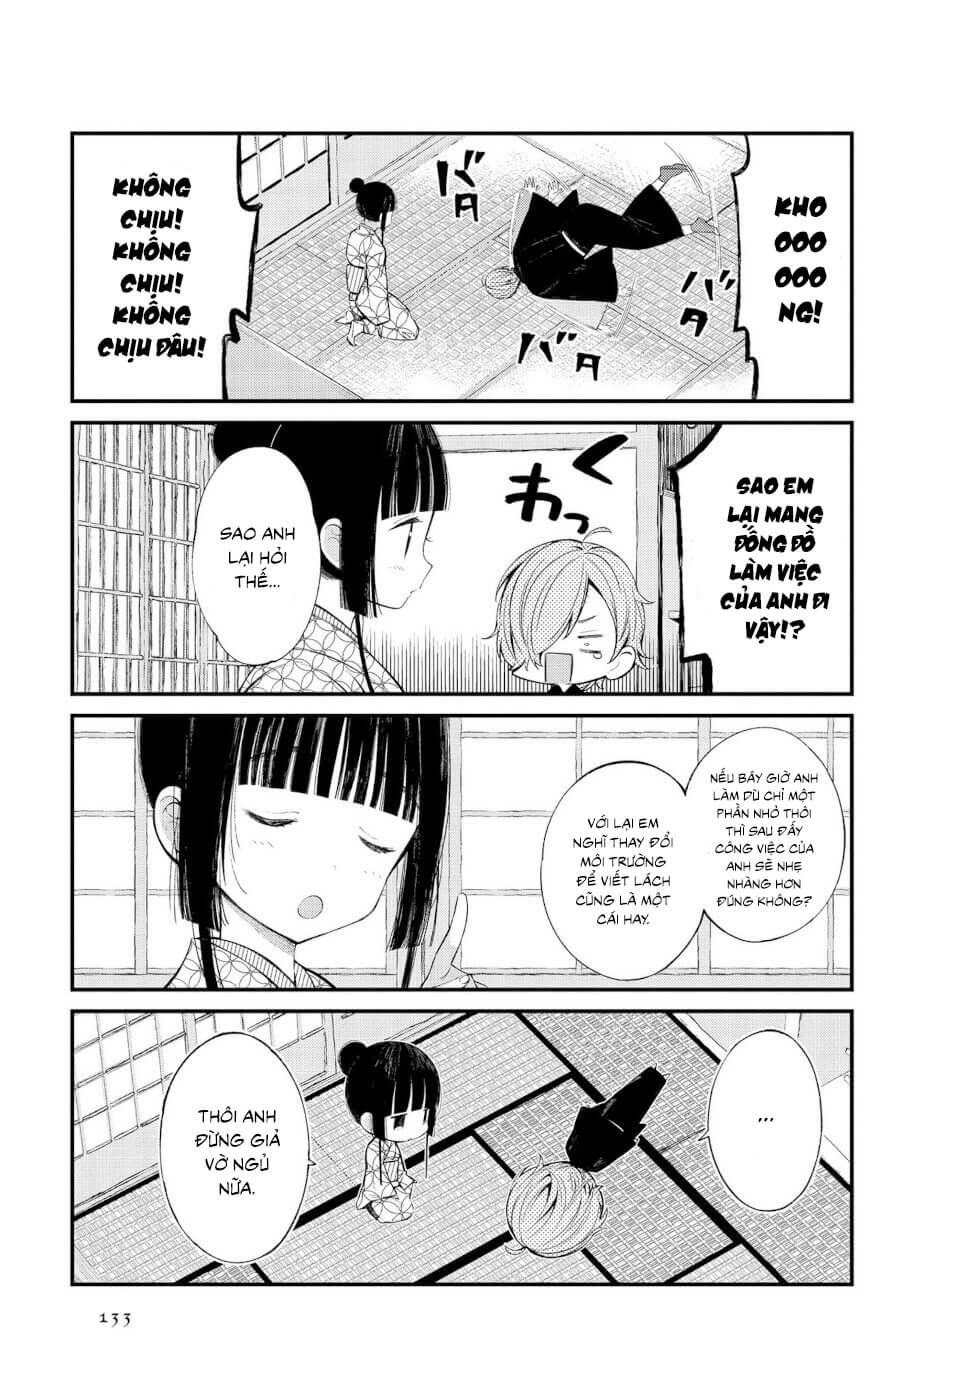 KHO
OOO
OOO
NG!
KHÔNG
CHỊU!
KHÔNG
CHỊU!
KHÔNG
CHỊU ĐÂU!
バタ
バタ
バタ
SAO EM
LẠI MANG
ĐỐNG ĐỒ
LÀM VIỆC
CỦA ANH ĐI
VẬY!?
わっ
く
SAO ANH
LẠI HỎI
THẾ...
NẾU BÂY GIỜ ANH
LÀM DÙ CHỈ MỘT
PHẦN NHỎ THÔI
THÌ SAU ĐẤY
CÔNG VIỆC CỦA
ANH SẼ NHẸ
NHÀNG HƠN
ĐÚNG KHÔNG?
VỚI LẠI EM
NGHĨ THAY ĐỔI
MÔI TRƯỜNG
ĐỂ VIẾT LÁCH
CŨNG LÀ MỘT
CÁI HAY.
...
THÔI ANH
ĐỪNG GIẢ
VỜ NGỦ
NỮA.
133